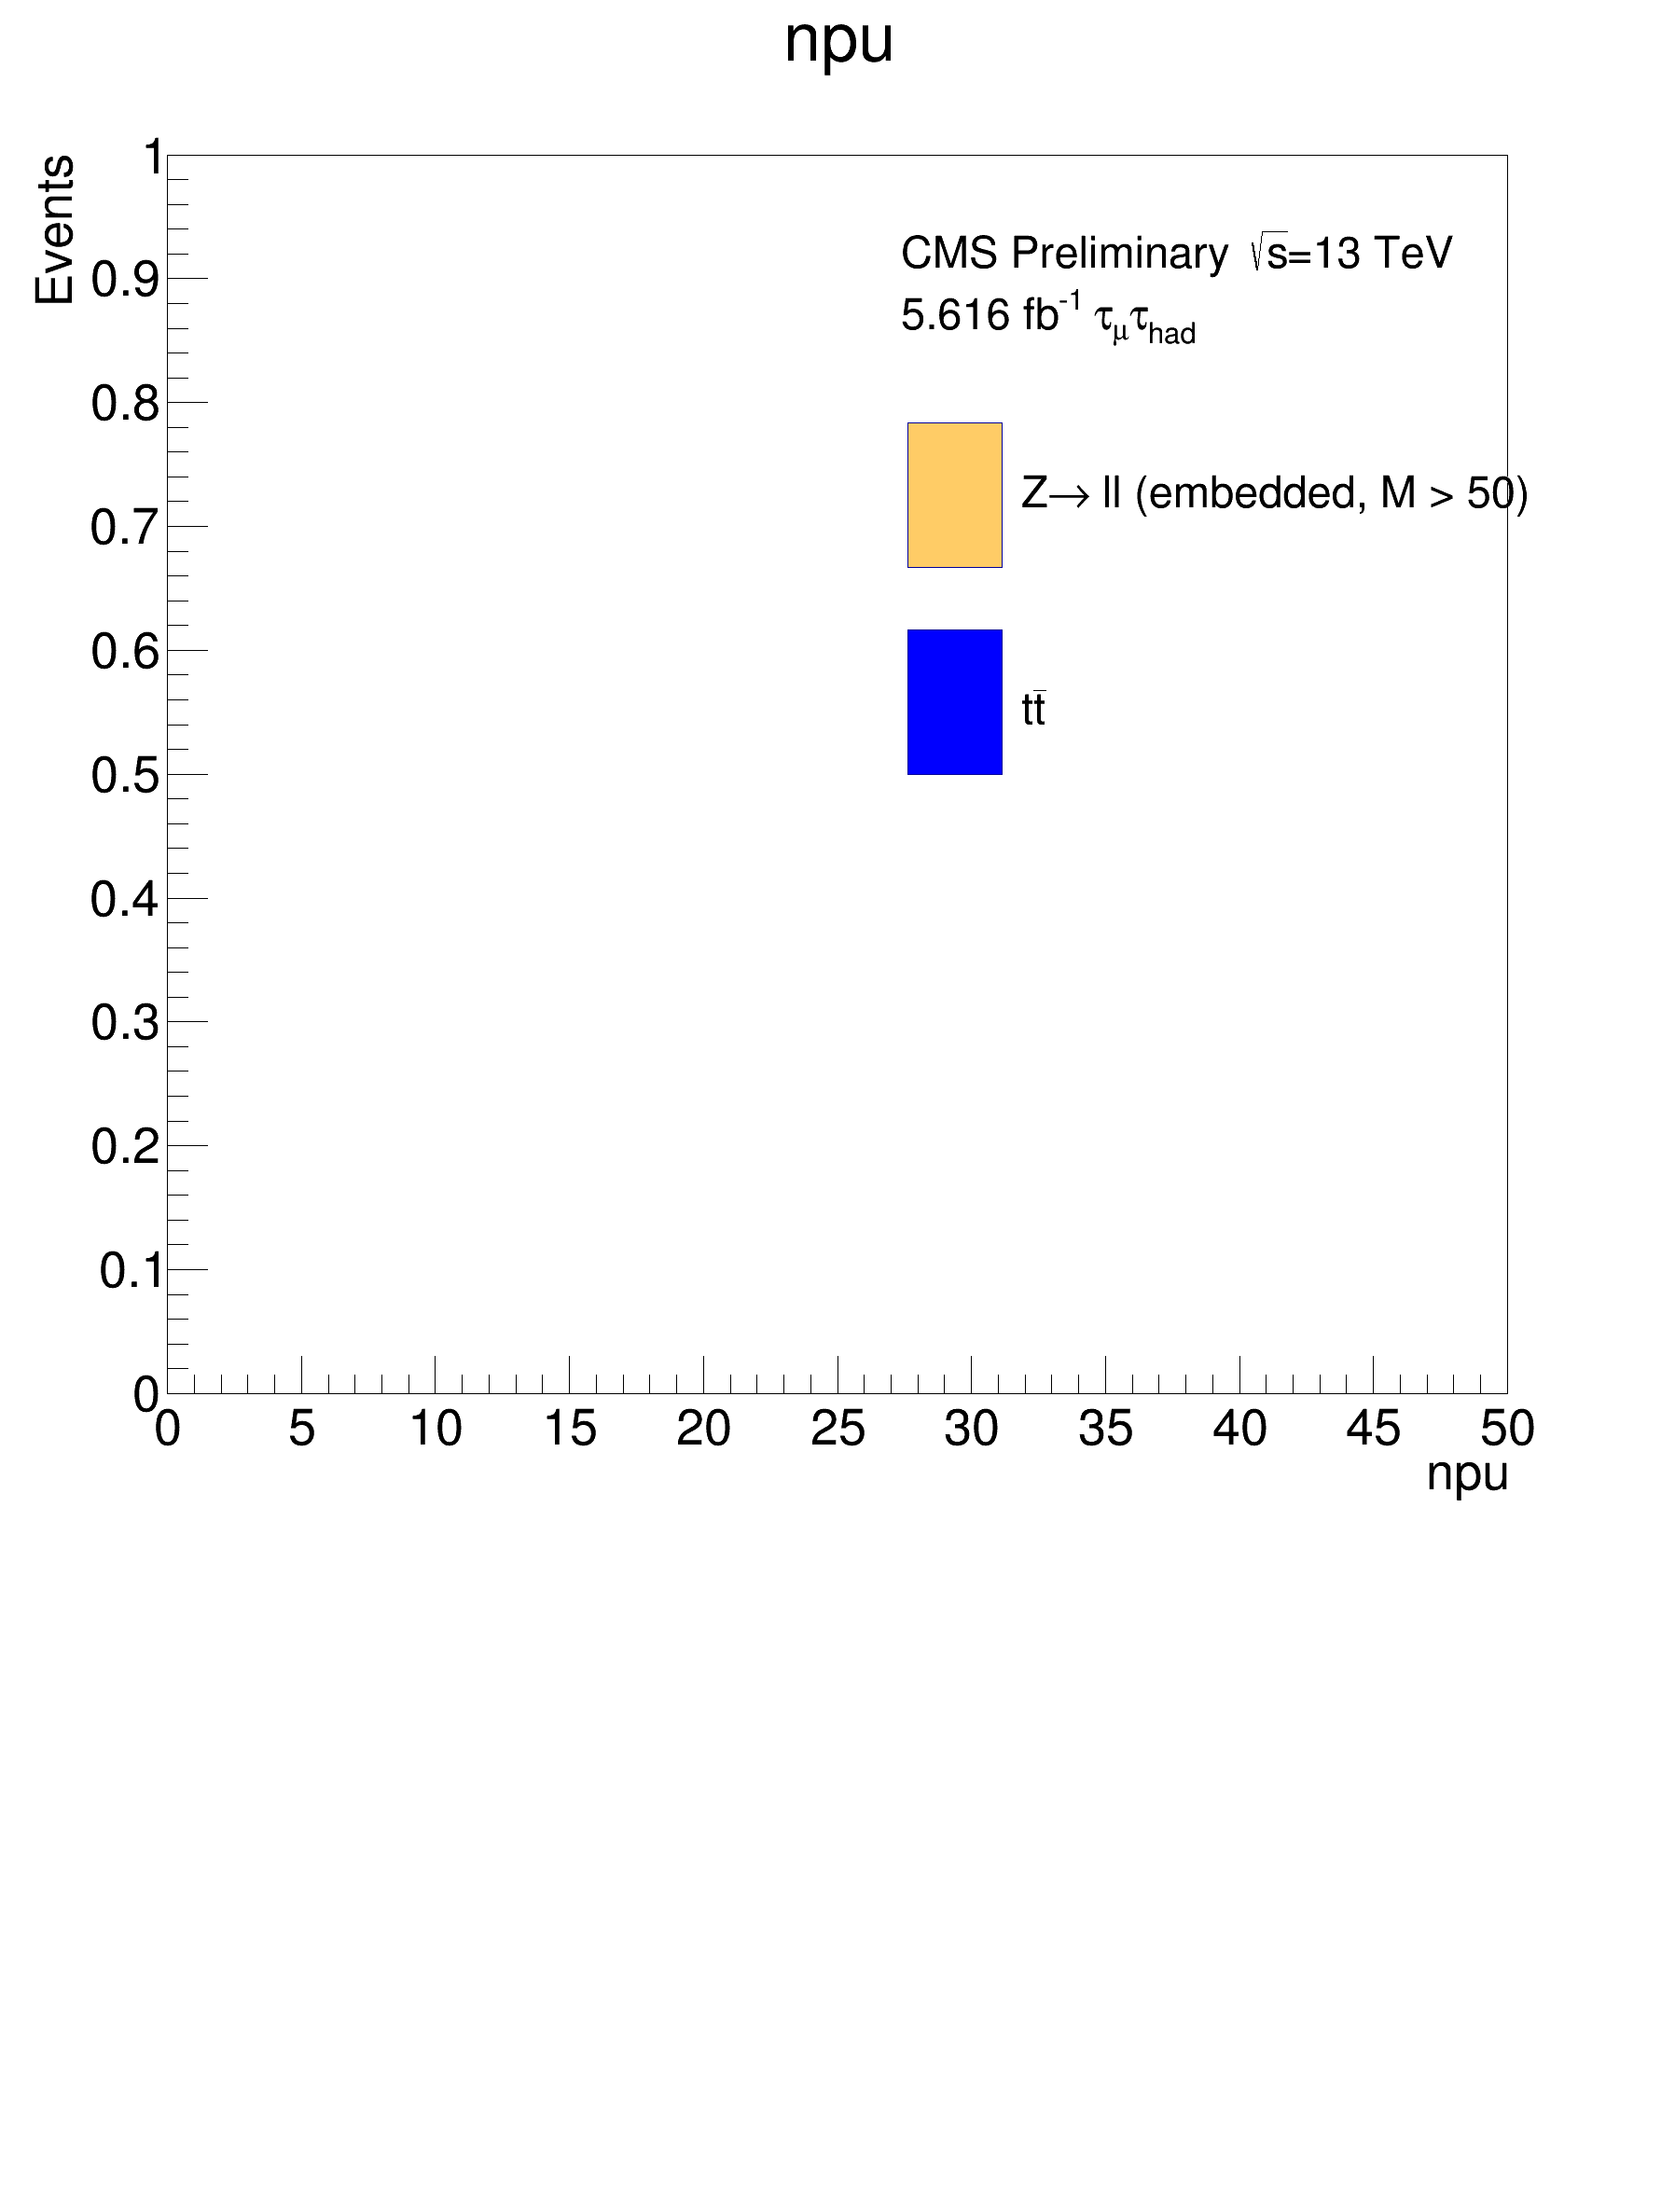 npu
Events
1
0.9
0.8
0.7
0.6
0.5
0.4
0.3
0.2
0.1
0
CMS Preliminary √s=13 TeV
5.616 fb⁻¹ τ_μτ_had
Z→ ll (embedded, M > 50)
tt̅
0 5 10 15 20 25 30 35 40 45 50
npu